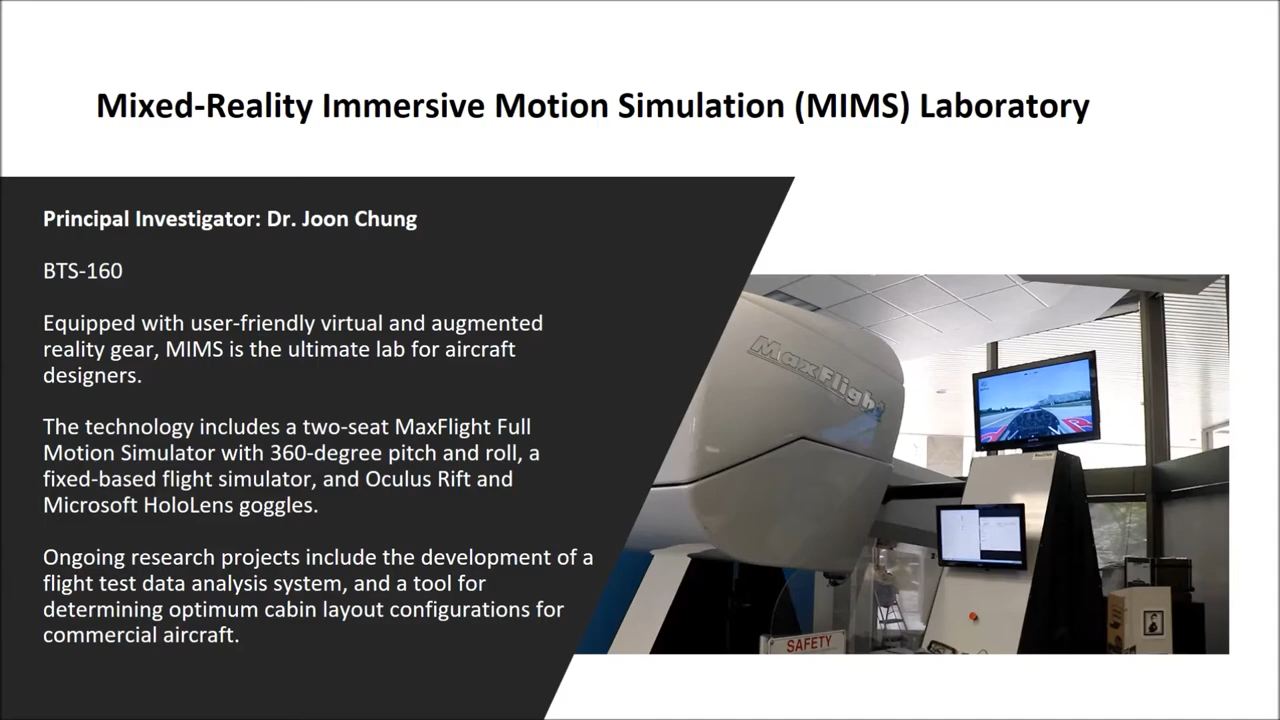 Mixed-Reality Immersive Motion Simulation (MIMS) Laboratory
Principal Investigator: Dr. Joon Chung
BTS-160
Equipped with user-friendly virtual and augmented
reality gear, MIMS is the ultimate lab for aircraft
designers.
The technology includes a two-seat MaxFlight Full
Motion Simulator with 360-degree pitch and roll, a
fixed-based flight simulator, and Oculus Rift and
Microsoft HoloLens goggles.
Ongoing research projects include the development of a
flight test data analysis system, and a tool for
determining optimum cabin layout configurations for
commercial aircraft.
MaxFlight
SAFETY